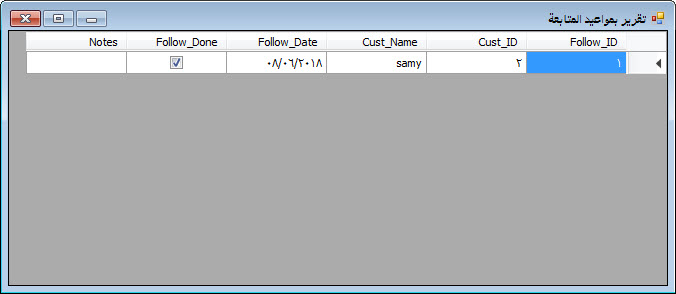 تقرير بمواعيد المتابعة
Follow_ID Cust_ID Cust_Name Follow_Date Follow_Done Notes
١ ٢ samy ٠٨/٠٦/٢٠١٨